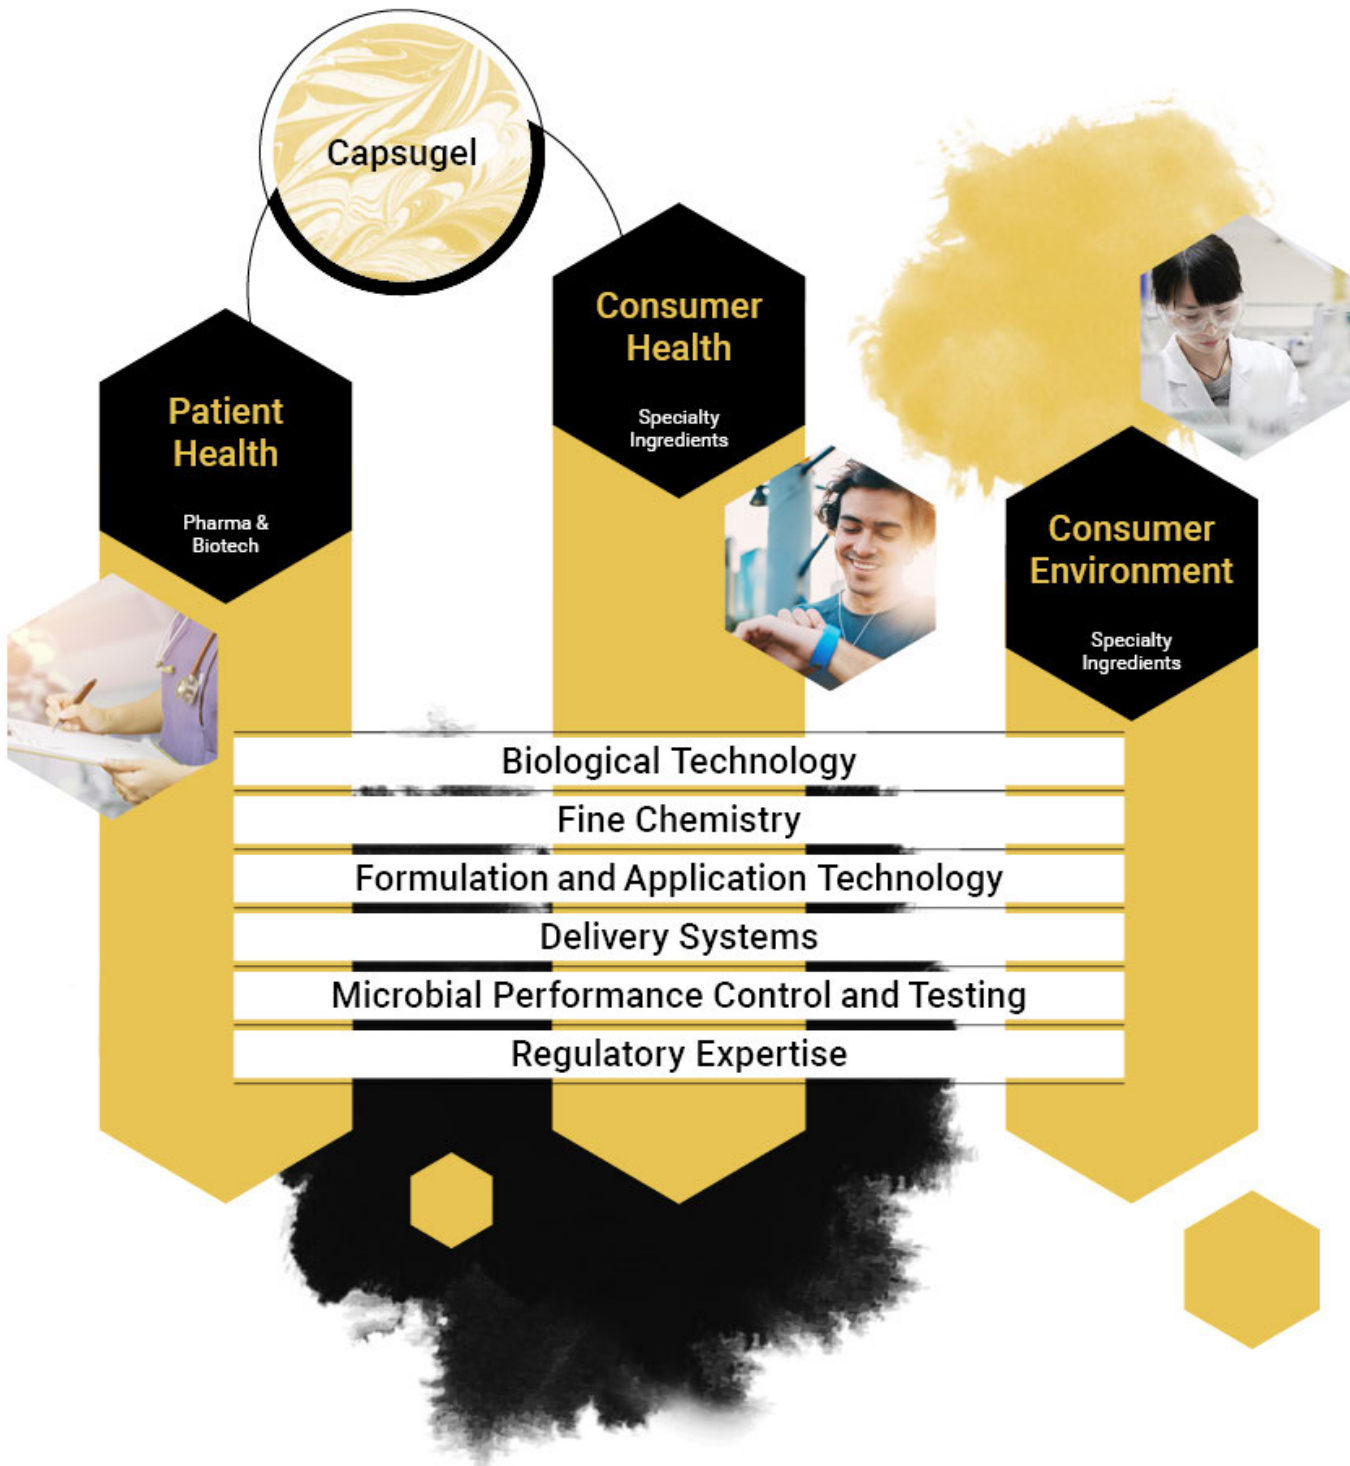 Capsugel
Consumer
Health
Specialty
Ingredients
Patient
Health
Pharma &
Biotech
Consumer
Environment
Specialty
Ingredients
Biological Technology
Fine Chemistry
Formulation and Application Technology
Delivery Systems
Microbial Performance Control and Testing
Regulatory Expertise